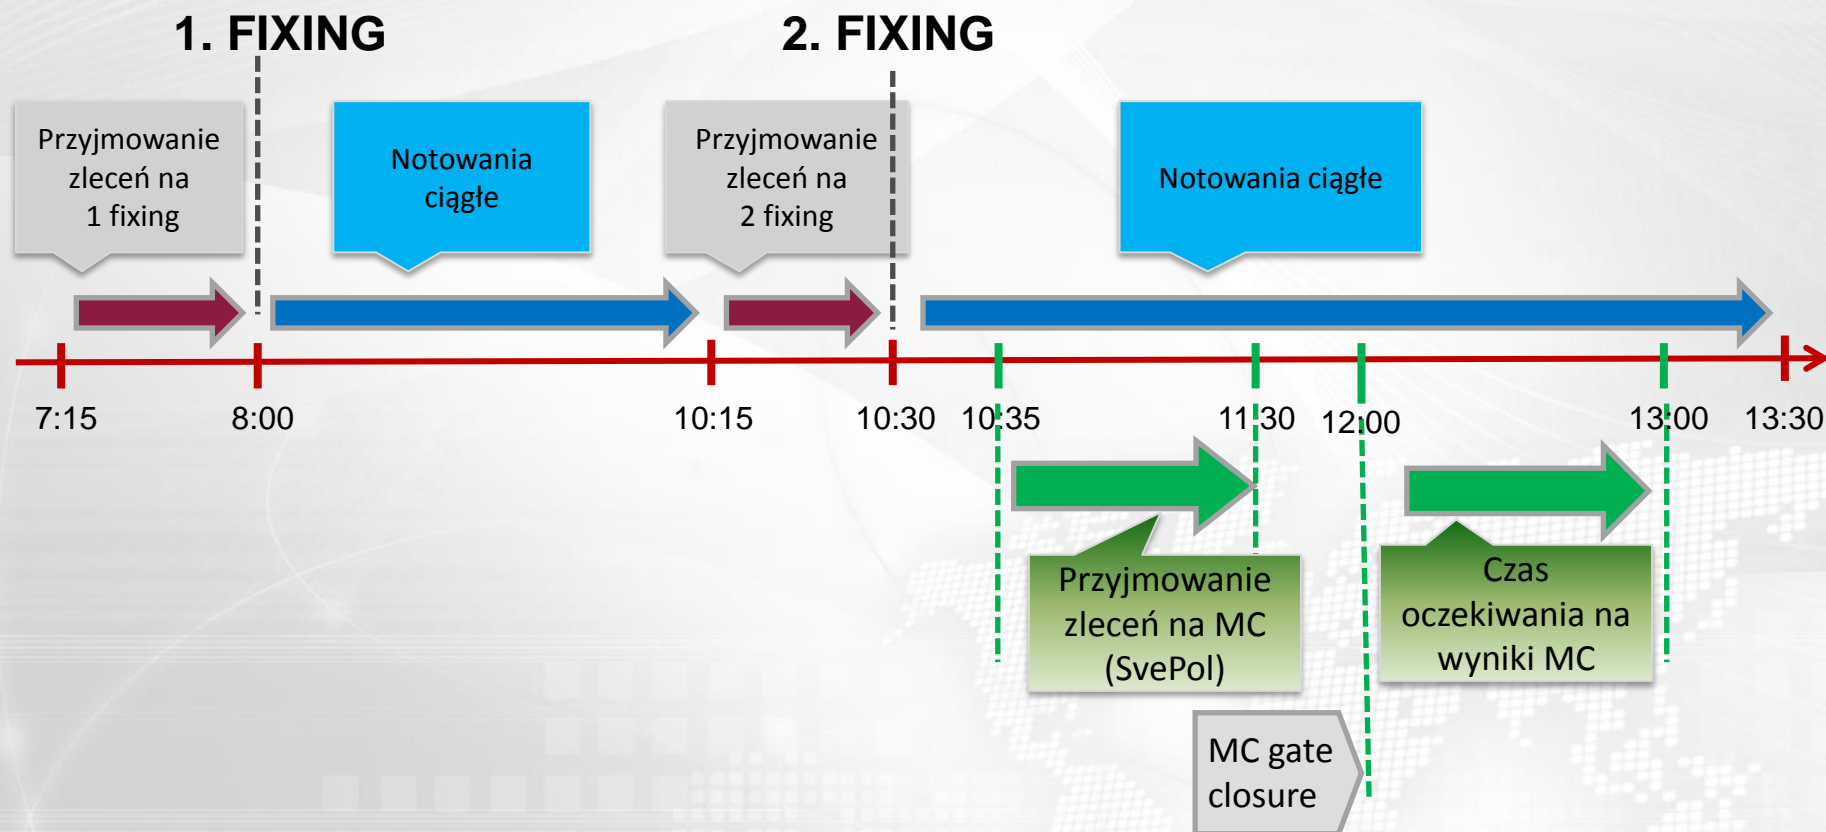 1. FIXING
2. FIXING
Przyjmowanie
zleceń na
1 fixing
Notowania
ciągłe
Przyjmowanie
zleceń na
2 fixing
Notowania ciągłe
7:15
8:00
10:15
10:30
10:35
11:30
12:00
13:00
13:30
Przyjmowanie
zleceń na MC
(SvePol)
Czas
oczekiwania na
wyniki MC
MC gate
closure